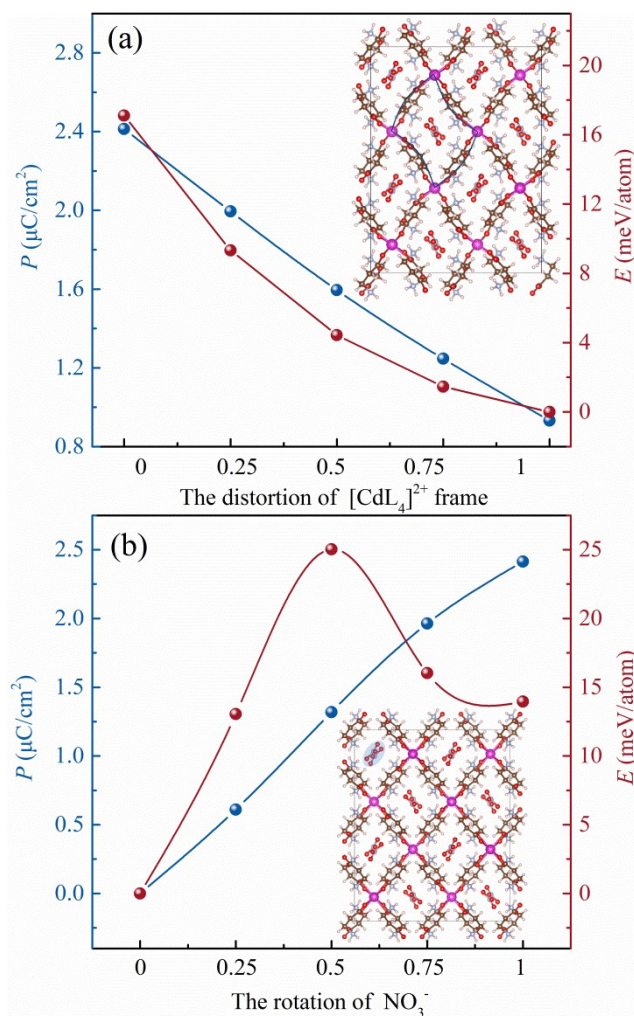 (a)
P (μC/cm²)
E (meV/atom)
2.8
2.4
2.0
1.6
1.2
0.8
20
16
12
8
4
0
0 0.25 0.5 0.75 1
The distortion of [CdL₄]²⁺ frame
(b)
P (μC/cm²)
E (meV/atom)
2.5
2.0
1.5
1.0
0.5
0.0
25
20
15
10
5
0
0 0.25 0.5 0.75 1
The rotation of NO₃⁻